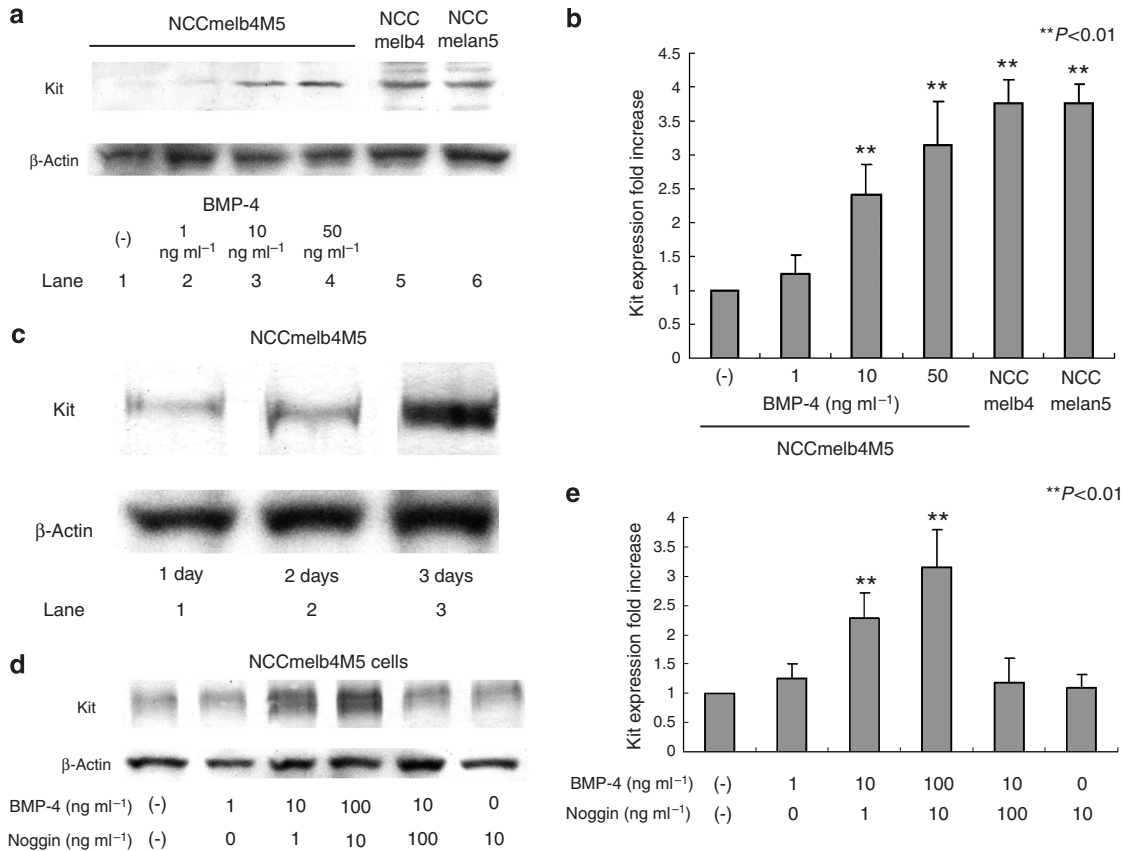 a
NCCmelb4M5
NCC melb4
NCC melan5
Kit
β-Actin
BMP-4
(-) 1 ng ml⁻¹ 10 ng ml⁻¹ 50 ng ml⁻¹
Lane 1 2 3 4 5 6
b
**P<0.01
Kit expression fold increase
4.5
4
3.5
3
2.5
2
1.5
1
0.5
0
** ** ** **
(-) 1 10 50 NCC melb4 NCC melan5
BMP-4 (ng ml⁻¹)
NCCmelb4M5
c
NCCmelb4M5
Kit
β-Actin
1 day 2 days 3 days
Lane 1 2 3
d
NCCmelb4M5 cells
Kit
β-Actin
BMP-4 (ng ml⁻¹) (-) 1 10 100 10 0
Noggin (ng ml⁻¹) (-) 0 1 10 100 10
e
**P<0.01
Kit expression fold increase
4
3.5
3
2.5
2
1.5
1
0.5
0
** **
BMP-4 (ng ml⁻¹) (-) 1 10 100 10 0
Noggin (ng ml⁻¹) (-) 0 1 10 100 10